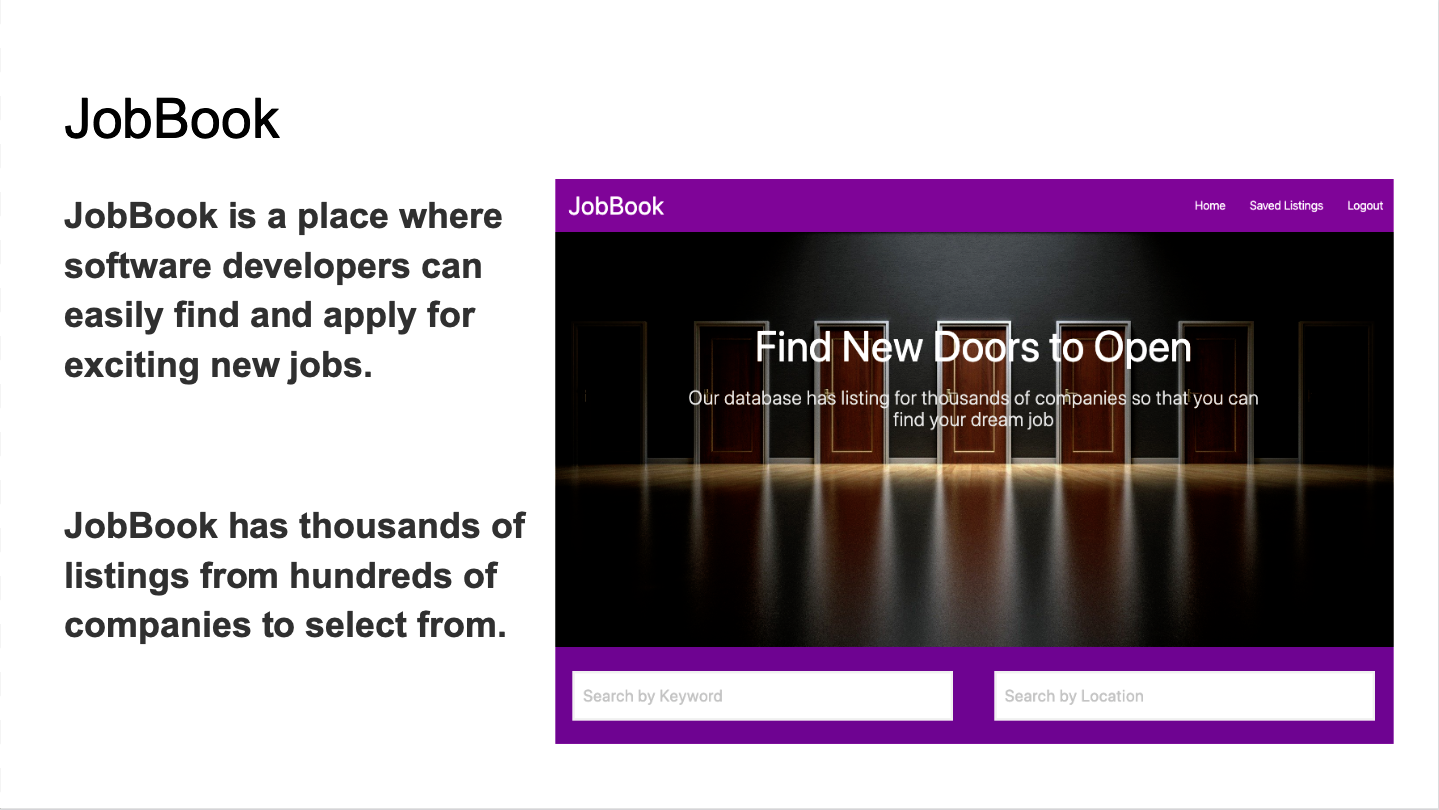 JobBook
JobBook is a place where
software developers can
easily find and apply for
exciting new jobs.
JobBook has thousands of
listings from hundreds of
companies to select from.
JobBook
Home
Saved Listings
Logout
Find New Doors to Open
Our database has listing for thousands of companies so that you can
find your dream job
Search by Keyword
Search by Location